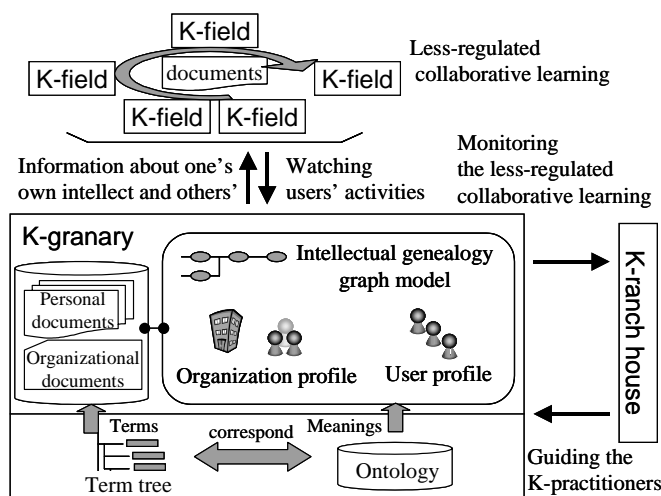 K-field
K-field
documents
K-field
K-field
K-field
Less-regulated
collaborative learning
Information about one's
own intellect and others'
Watching
users' activities
Monitoring
the less-regulated
collaborative learning
K-granary
Personal
documents
Organizational
documents
Intellectual genealogy
graph model
Organization profile
User profile
K-ranch house
Terms
correspond
Meanings
Term tree
Ontology
Guiding the
K-practitioners